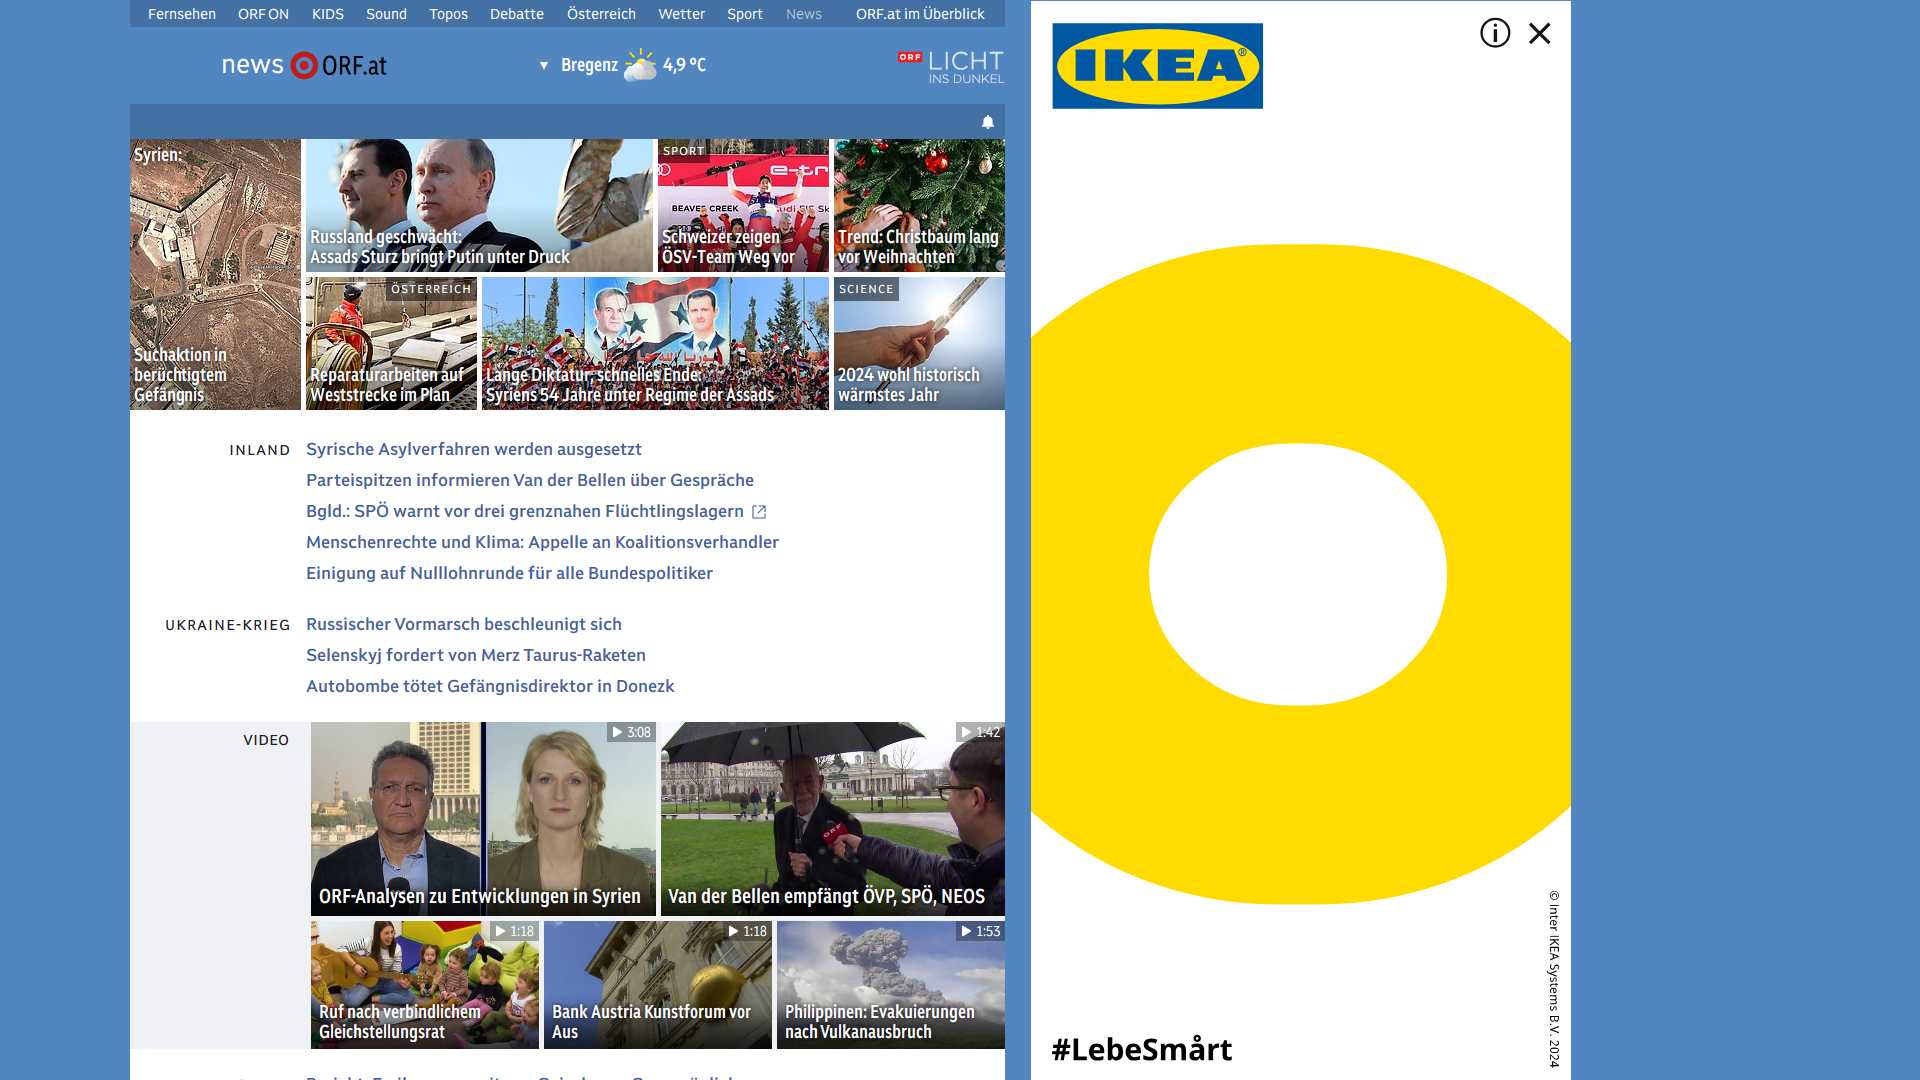 Fernsehen ORF ON KIDS Sound Topos Debatte Österreich Wetter Sport News ORF.at im Überblick
news ORF.at
Bregenz 4,9 °C
ORF LICHT
INS DUNKEL
Syrien:
Suchaktion in
berüchtigtem
Gefängnis
Russland geschwächt:
Assads Sturz bringt Putin unter Druck
SPORT
BEAVER CREEK
Schweizer zeigen
ÖSV-Team Weg vor
Trend: Christbaum lang
vor Weihnachten
ÖSTERREICH
Reparaturarbeiten auf
Weststrecke im Plan
Lange Diktatur, schnelles Ende:
Syriens 54 Jahre unter Regime der Assads
SCIENCE
2024 wohl historisch
wärmstes Jahr
INLAND
Syrische Asylverfahren werden ausgesetzt
Parteispitzen informieren Van der Bellen über Gespräche
Bgld.: SPÖ warnt vor drei grenznahen Flüchtlingslagern
Menschenrechte und Klima: Appelle an Koalitionsverhandler
Einigung auf Nulllohnrunde für alle Bundespolitiker
UKRAINE-KRIEG
Russischer Vormarsch beschleunigt sich
Selenskyj fordert von Merz Taurus-Raketen
Autobombe tötet Gefängnisdirektor in Donezk
VIDEO
3:08
ORF-Analysen zu Entwicklungen in Syrien
1:42
ORF
Van der Bellen empfängt ÖVP, SPÖ, NEOS
1:18
Ruf nach verbindlichem
Gleichstellungsrat
1:18
Bank Austria Kunstforum vor
Aus
1:53
Philippinen: Evakuierungen
nach Vulkanausbruch
IKEA®
© Inter IKEA Systems B.V. 2024
#LebeSmårt